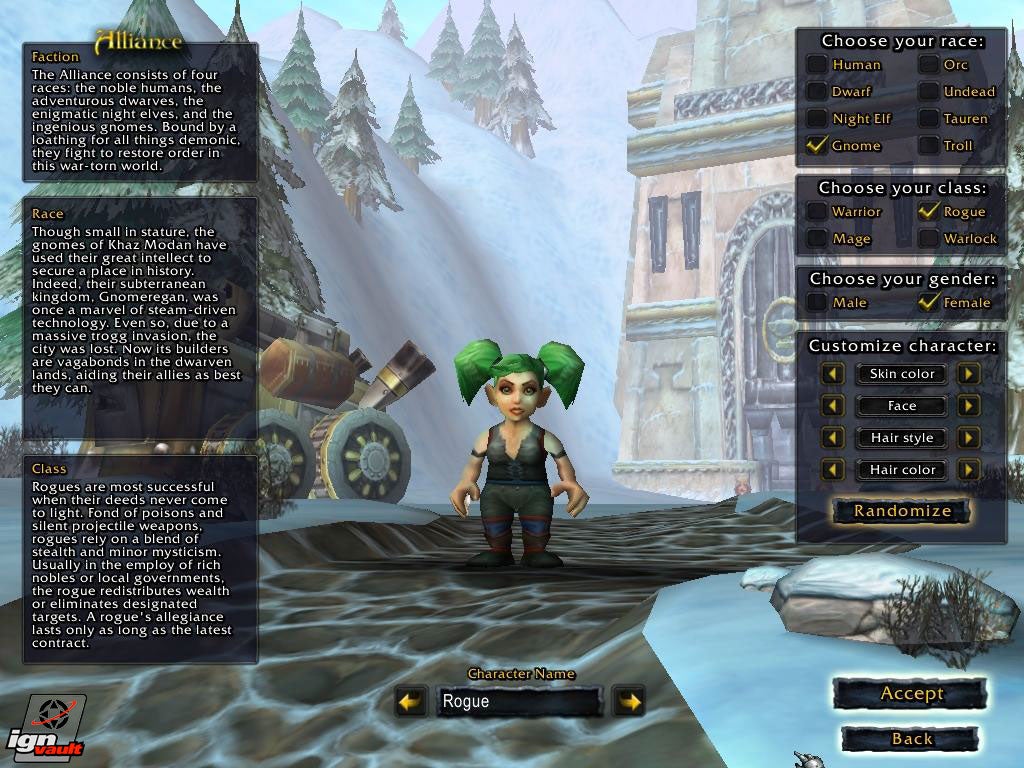 Alliance
Faction
The Alliance consists of four
races: the noble humans, the
adventurous dwarves, the
enigmatic night elves, and the
ingenious gnomes. Bound by a
loathing for all things demonic,
they fight to restore order in
this war-torn world.
Race
Though small in stature, the
gnomes of Khaz Modan have
used their great intellect to
secure a place in history.
Indeed, their subterranean
kingdom, Gnomeregan, was
once a marvel of steam-driven
technology. Even so, due to a
massive trogg invasion, the
city was lost. Now its builders
are vagabonds in the dwarven
lands, aiding their allies as best
they can.
Class
Rogues are most successful
when their deeds never come
to light. Fond of poisons and
silent projectile weapons,
rogues rely on a blend of
stealth and minor mysticism.
Usually in the employ of rich
nobles or local governments,
the rogue redistributes wealth
or eliminates designated
targets. A rogue's allegiance
lasts only as long as the latest
contract.
Choose your race:
Human Orc
Dwarf Undead
Night Elf Tauren
Gnome Troll
Choose your class:
Warrior Rogue
Mage Warlock
Choose your gender:
Male Female
Customize character:
Skin color
Face
Hair style
Hair color
Randomize
Character Name
Rogue
Accept
Back
ign
vault